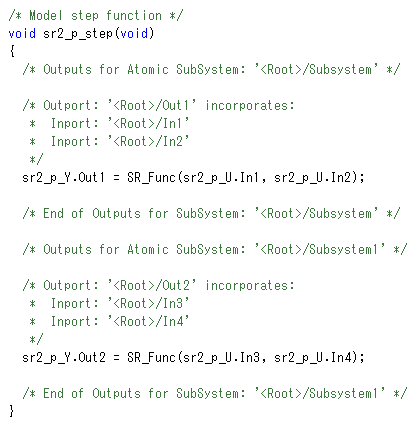 /* Model step function */
void sr2_p_step(void)
{
  /* Outputs for Atomic SubSystem: '<Root>/Subsystem' */

  /* Outport: '<Root>/Out1' incorporates:
   *  Inport: '<Root>/In1'
   *  Inport: '<Root>/In2'
   */
  sr2_p_Y.Out1 = SR_Func(sr2_p_U.In1, sr2_p_U.In2);

  /* End of Outputs for SubSystem: '<Root>/Subsystem' */

  /* Outputs for Atomic SubSystem: '<Root>/Subsystem1' */

  /* Outport: '<Root>/Out2' incorporates:
   *  Inport: '<Root>/In3'
   *  Inport: '<Root>/In4'
   */
  sr2_p_Y.Out2 = SR_Func(sr2_p_U.In3, sr2_p_U.In4);

  /* End of Outputs for SubSystem: '<Root>/Subsystem1' */
}